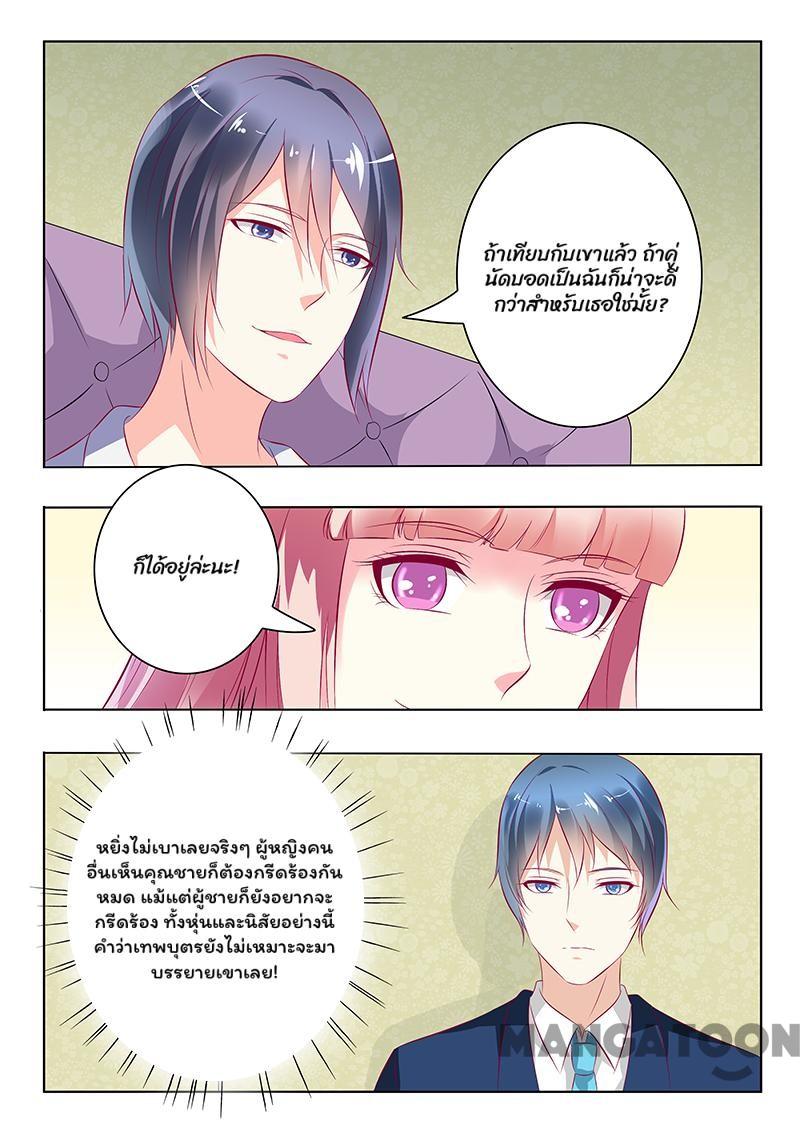 ถ้าเทียบกับเขาแล้ว ถ้าคู่
นัดบอดเป็นฉันก็น่าจะดี
กว่าสำหรับเธอใช่มั้ย?
ก็ได้อยู่ล่ะนะ!
หยิ่งไม่เบาเลยจริงๆ ผู้หญิงคน
อื่นเห็นคุณชายก็ต้องกรีดร้องกัน
หมด แม้แต่ผู้ชายก็ยังอยากจะ
กรีดร้อง ทั้งหุ่นและนิสัยอย่างนี้
คำว่าเทพบุตรยังไม่เหมาะจะมา
บรรยายเขาเลย!
MANGATOON